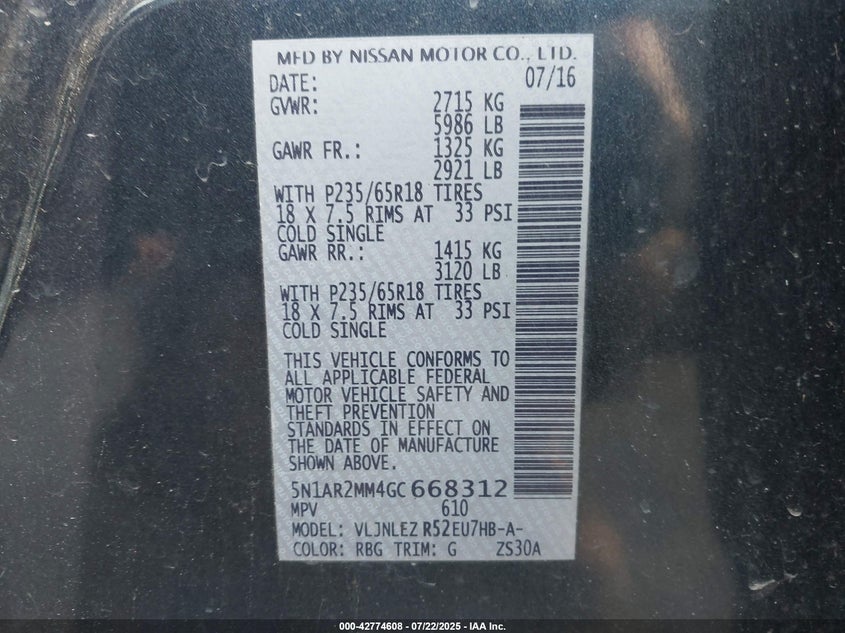 MFD BY NISSAN MOTOR CO., LTD.
DATE: 07/16
GVWR: 2715 KG
5986 LB
GAWR FR.: 1325 KG
2921 LB
WITH P235/65R18 TIRES
18 X 7.5 RIMS AT 33 PSI
COLD SINGLE
GAWR RR.: 1415 KG
3120 LB
WITH P235/65R18 TIRES
18 X 7.5 RIMS AT 33 PSI
COLD SINGLE
THIS VEHICLE CONFORMS TO
ALL APPLICABLE FEDERAL
MOTOR VEHICLE SAFETY AND
THEFT PREVENTION
STANDARDS IN EFFECT ON
THE DATE OF MANUFACTURE
SHOWN ABOVE.
5N1AR2MM4GC668312
MPV 610
MODEL: VLJNLEZ R52EU7HB-A-
COLOR: RBG TRIM: G ZS30A
000-42774608 - 07/22/2025 - IAA Inc.